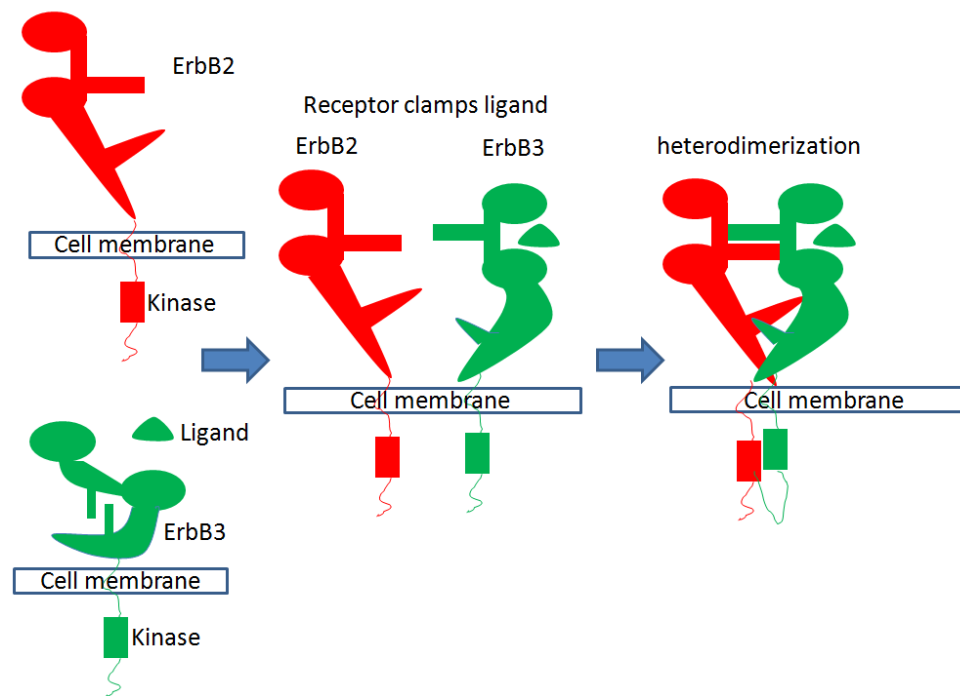 ErbB2
Cell membrane
Kinase
Ligand
ErbB3
Cell membrane
Kinase
Receptor clamps ligand
ErbB2
ErbB3
Cell membrane
heterodimerization
Cell membrane